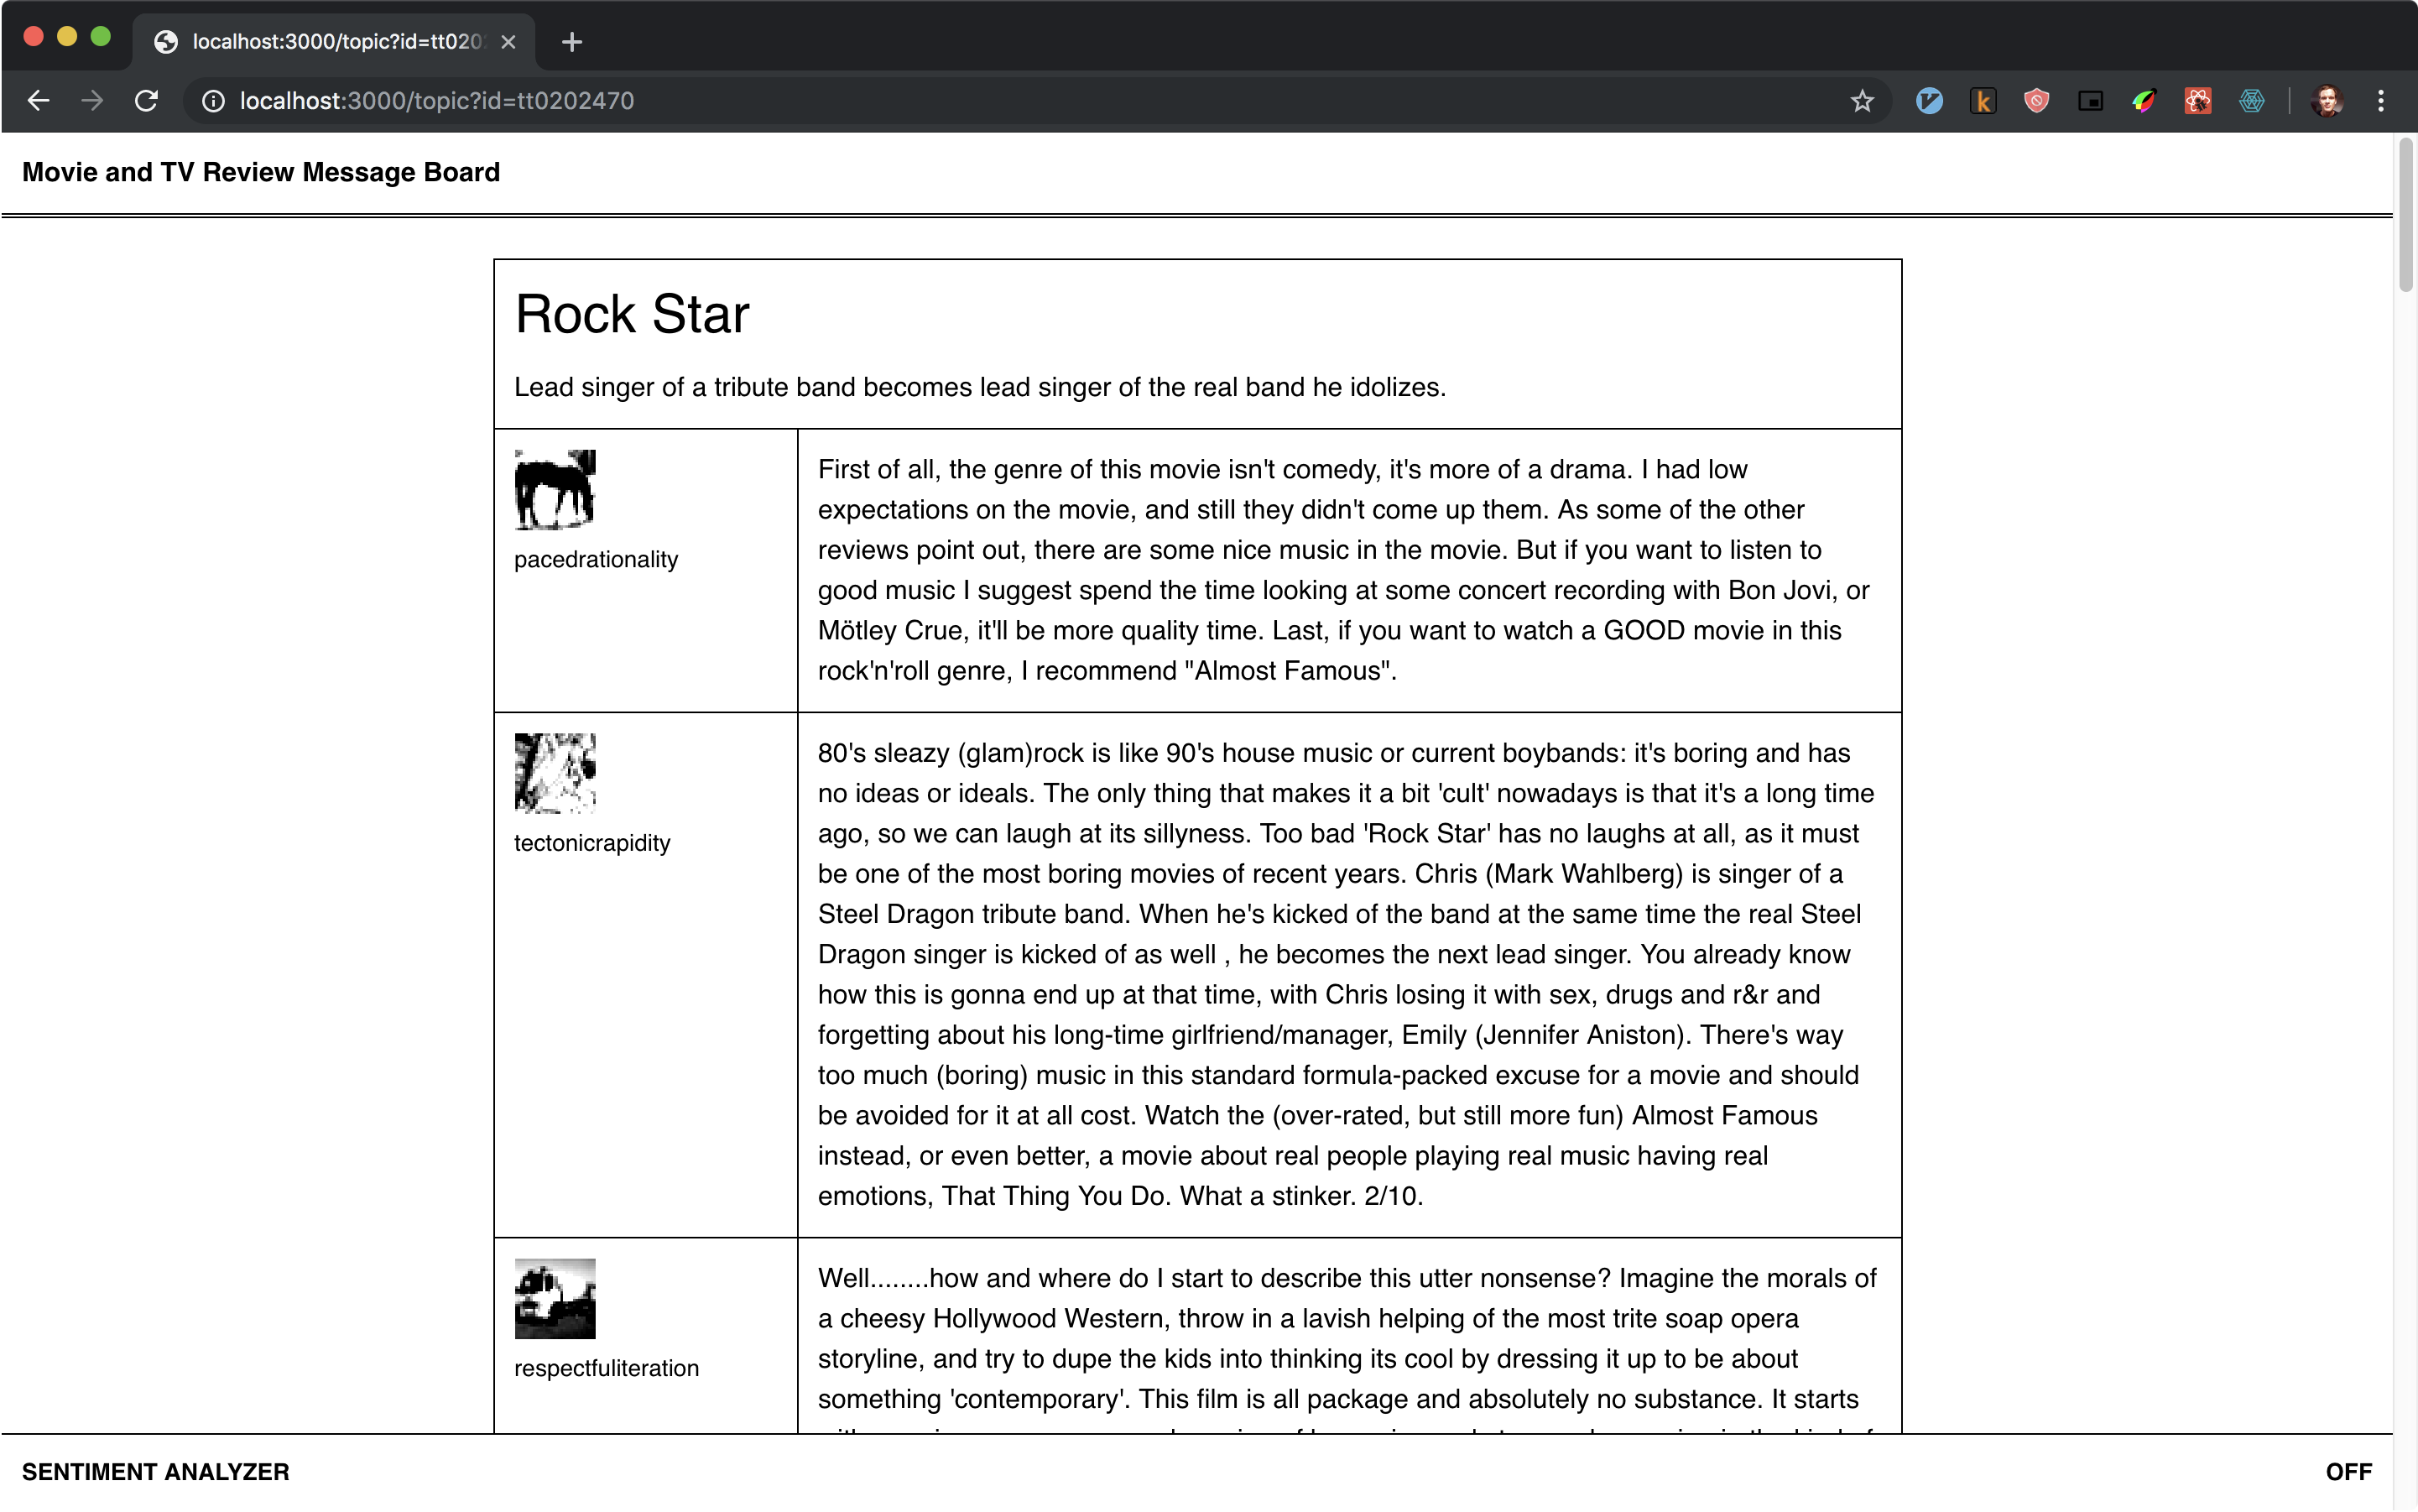 localhost:3000/topic?id=tt020
localhost:3000/topic?id=tt0202470
Movie and TV Review Message Board
Rock Star
Lead singer of a tribute band becomes lead singer of the real band he idolizes.
pacedrationality
First of all, the genre of this movie isn't comedy, it's more of a drama. I had low
expectations on the movie, and still they didn't come up them. As some of the other
reviews point out, there are some nice music in the movie. But if you want to listen to
good music I suggest spend the time looking at some concert recording with Bon Jovi, or
Mötley Crue, it'll be more quality time. Last, if you want to watch a GOOD movie in this
rock'n'roll genre, I recommend "Almost Famous".
tectonicrapidity
80's sleazy (glam)rock is like 90's house music or current boybands: it's boring and has
no ideas or ideals. The only thing that makes it a bit 'cult' nowadays is that it's a long time
ago, so we can laugh at its sillyness. Too bad 'Rock Star' has no laughs at all, as it must
be one of the most boring movies of recent years. Chris (Mark Wahlberg) is singer of a
Steel Dragon tribute band. When he's kicked of the band at the same time the real Steel
Dragon singer is kicked of as well , he becomes the next lead singer. You already know
how this is gonna end up at that time, with Chris losing it with sex, drugs and r&r and
forgetting about his long-time girlfriend/manager, Emily (Jennifer Aniston). There's way
too much (boring) music in this standard formula-packed excuse for a movie and should
be avoided for it at all cost. Watch the (over-rated, but still more fun) Almost Famous
instead, or even better, a movie about real people playing real music having real
emotions, That Thing You Do. What a stinker. 2/10.
respectfuliteration
Well........how and where do I start to describe this utter nonsense? Imagine the morals of
a cheesy Hollywood Western, throw in a lavish helping of the most trite soap opera
storyline, and try to dupe the kids into thinking its cool by dressing it up to be about
something 'contemporary'. This film is all package and absolutely no substance. It starts
SENTIMENT ANALYZER
OFF